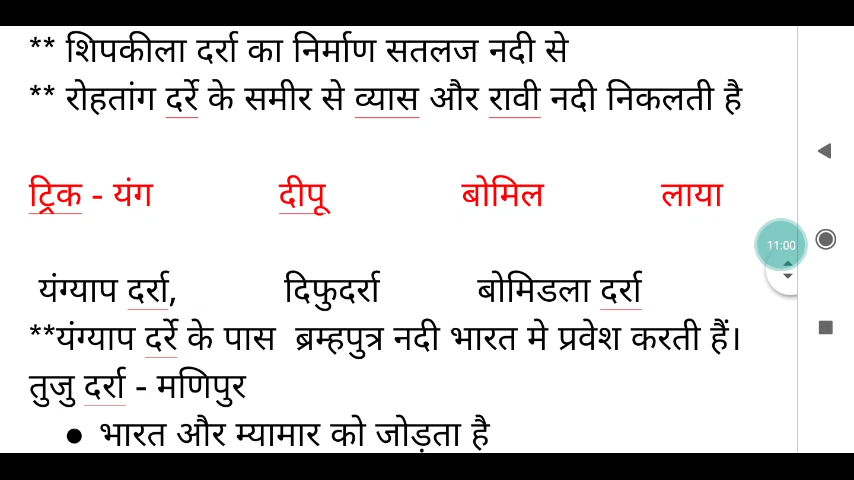 ** शिपकीला दर्रा का निर्माण सतलज नदी से
** रोहतांग दर्रे के समीर से व्यास और रावी नदी निकलती है
ट्रिक - यंग दीपू बोमिल लाया
11:00
यंग्याप दर्रा, दिफुदर्रा बोमिडला दर्रा
**यंग्याप दर्रे के पास ब्रम्हपुत्र नदी भारत मे प्रवेश करती हैं।
तुजु दर्रा - मणिपुर
● भारत और म्यामार को जोड़ता है